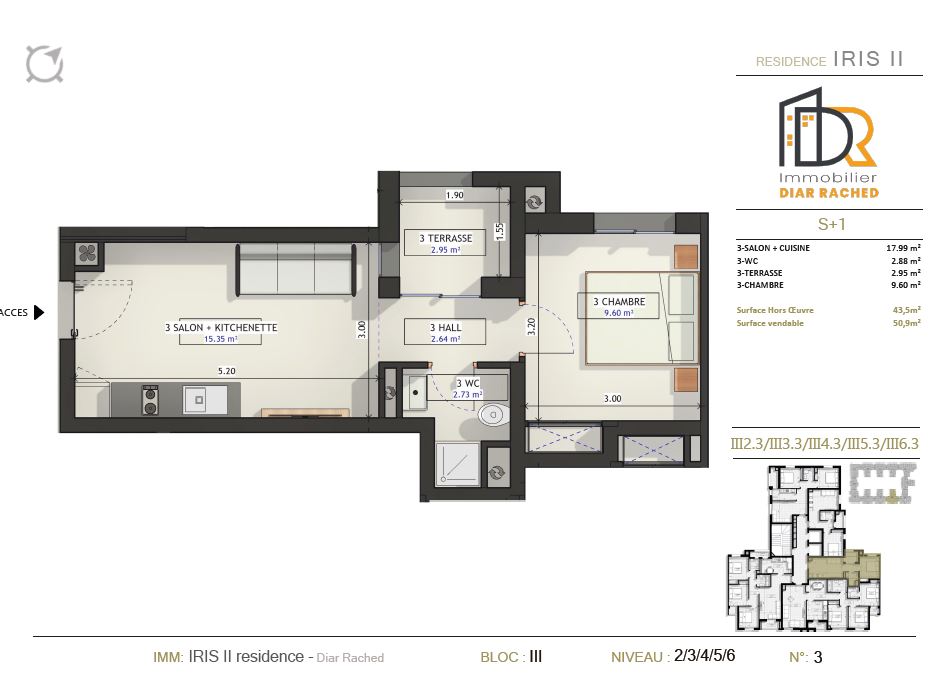 RESIDENCE IRIS II
DR
Immobilier
DIAR RACHED
S+1
3-SALON + CUISINE 17.99 m²
3-WC 2.88 m²
3-TERRASSE 2.95 m²
3-CHAMBRE 9.60 m²
Surface Hors Œuvre 43,5m²
Surface vendable 50,9m²
1.90
1.55
3 TERRASSE
2.95 m²
ACCES
3 SALON + KITCHENETTE
15.35 m²
3.00
5.20
3 HALL
2.64 m²
3 CHAMBRE
9.60 m²
3.20
3.00
3 WC
2.73 m²
III2.3/III3.3/III4.3/III5.3/III6.3
IMM: IRIS II residence - Diar Rached
BLOC : III
NIVEAU : 2/3/4/5/6
N°: 3